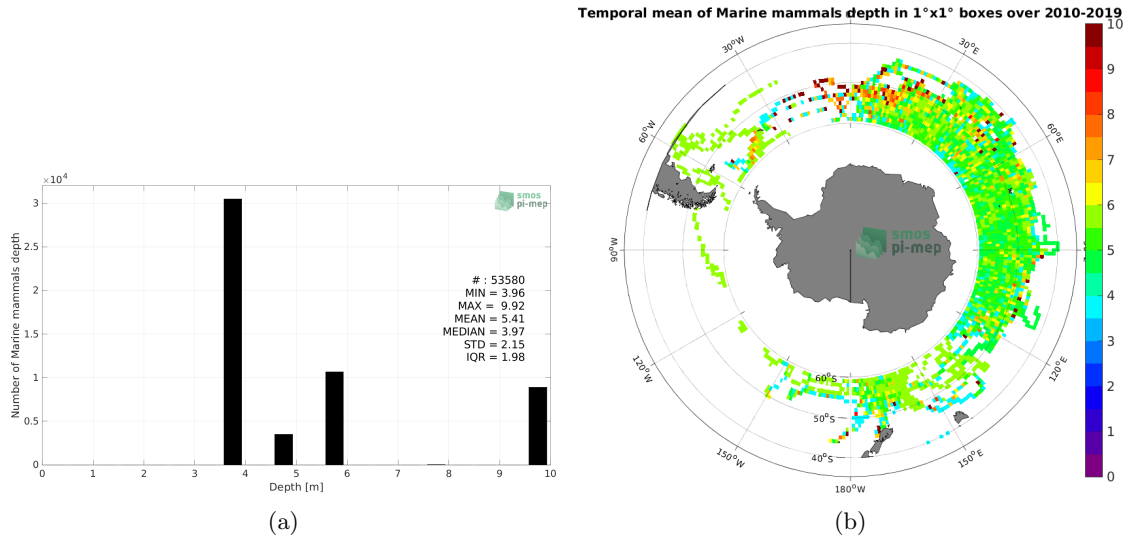 Temporal mean of Marine mammals depth in 1°x1° boxes over 2010-2019
×10⁴
3
2.5
2
1.5
1
0.5
0
Number of Marine mammals depth
smos
pi-mep
# : 53580
MIN = 3.96
MAX = 9.92
MEAN = 5.41
MEDIAN = 3.97
STD = 2.15
IQR = 1.98
0 1 2 3 4 5 6 7 8 9 10
Depth [m]
(a)
30°W
30°E
60°W
60°E
90°W
120°W
120°E
150°W
150°E
180°W
60°S
50°S
40°S
smos
pi-mep
10
9
8
7
6
5
4
3
2
1
0
(b)